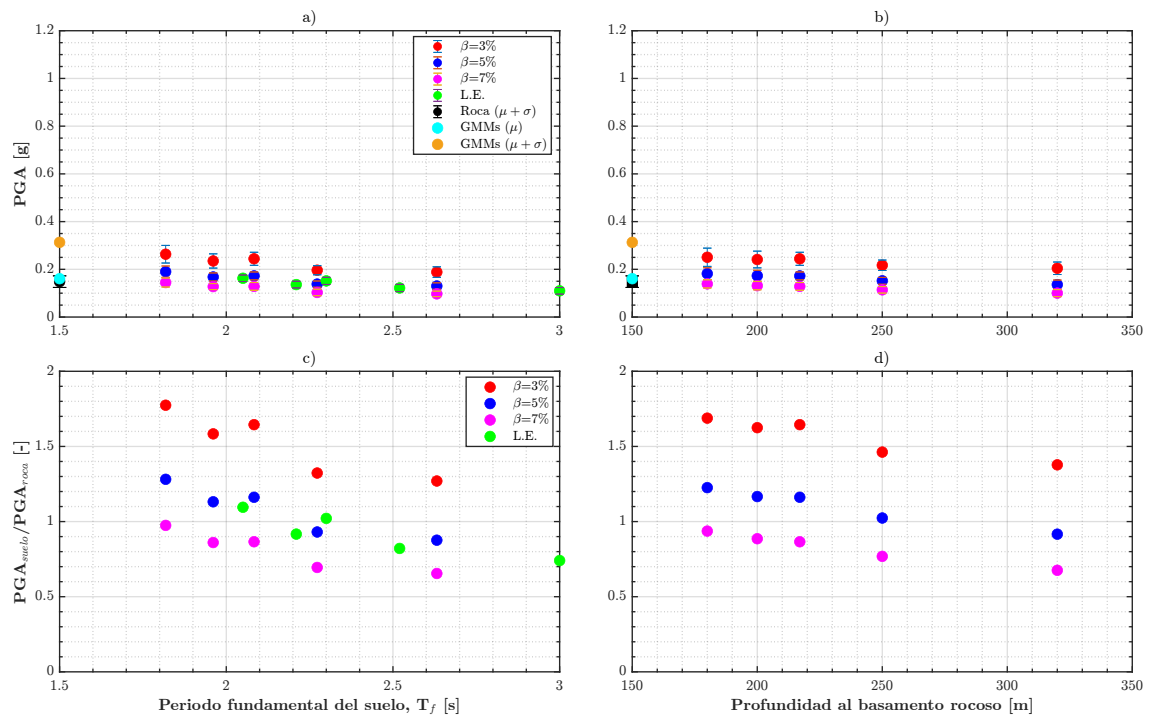 a)
b)
1.2
1
0.8
0.6
0.4
0.2
0
PGA [g]
β=3%
β=5%
β=7%
L.E.
Roca (μ + σ)
GMMs (μ)
GMMs (μ + σ)
1.5
2
2.5
3
1.2
1
0.8
0.6
0.4
0.2
0
150
200
250
300
350
c)
d)
2
1.5
1
0.5
0
PGA_suelo/PGA_roca [-]
β=3%
β=5%
β=7%
L.E.
1.5
2
2.5
3
Periodo fundamental del suelo, T_f [s]
2
1.5
1
0.5
0
150
200
250
300
350
Profundidad al basamento rocoso [m]